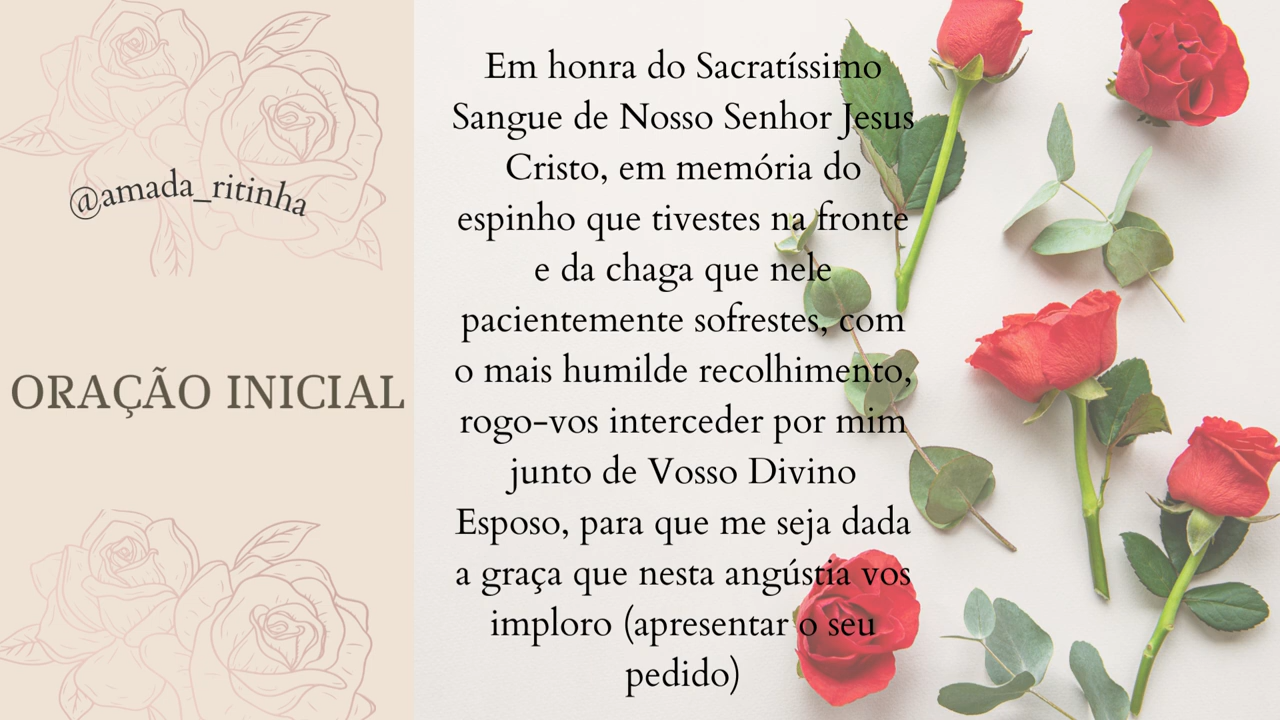 @amada_ritinha
ORAÇÃO INICIAL
Em honra do Sacratíssimo
Sangue de Nosso Senhor Jesus
Cristo, em memória do
espinho que tivestes na fronte
e da chaga que nele
pacientemente sofrestes, com
o mais humilde recolhimento,
rogo-vos interceder por mim
junto de Vosso Divino
Esposo, para que me seja dada
a graça que nesta angústia vos
imploro (apresentar o seu
pedido)